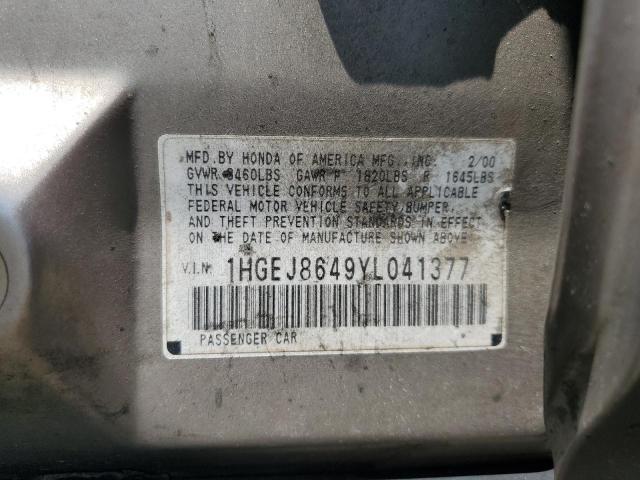 MFD.BY HONDA OF AMERICA MFG.,INC. 2/00
GVWR 3460LBS GAWR F 1820LBS R 1645LBS
THIS VEHICLE CONFORMS TO ALL APPLICABLE
FEDERAL MOTOR VEHICLE SAFETY,BUMPER,
AND THEFT PREVENTION STANDARDS IN EFFECT
ON THE DATE OF MANUFACTURE SHOWN ABOVE.
V.I.N. 1HGEJ8649YL041377
PASSENGER CAR